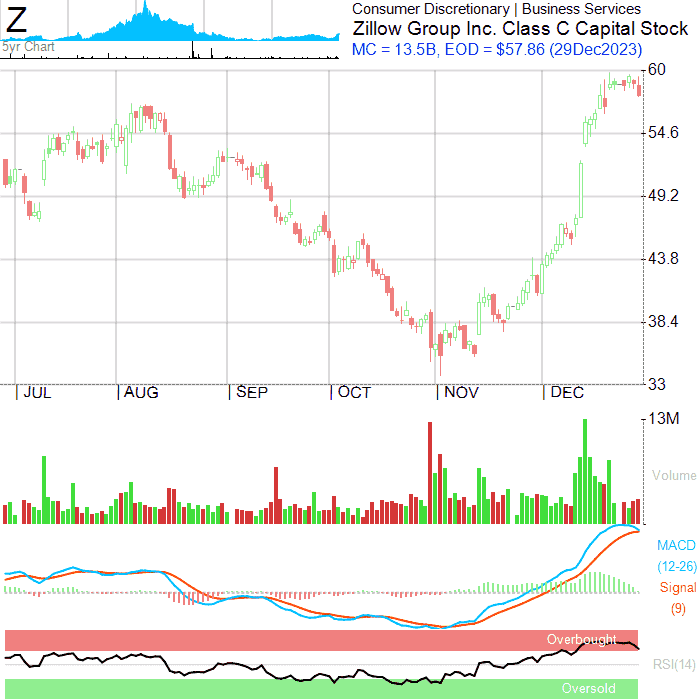 Z
Consumer Discretionary | Business Services
Zillow Group Inc. Class C Capital Stock
MC = 13.5B, EOD = $57.86 (29Dec2023)
5yr Chart
60
54.6
49.2
43.8
38.4
33
JUL AUG SEP OCT NOV DEC
13M
Volume
MACD
(12-26)
Signal
(9)
Overbought
RSI(14)
Oversold